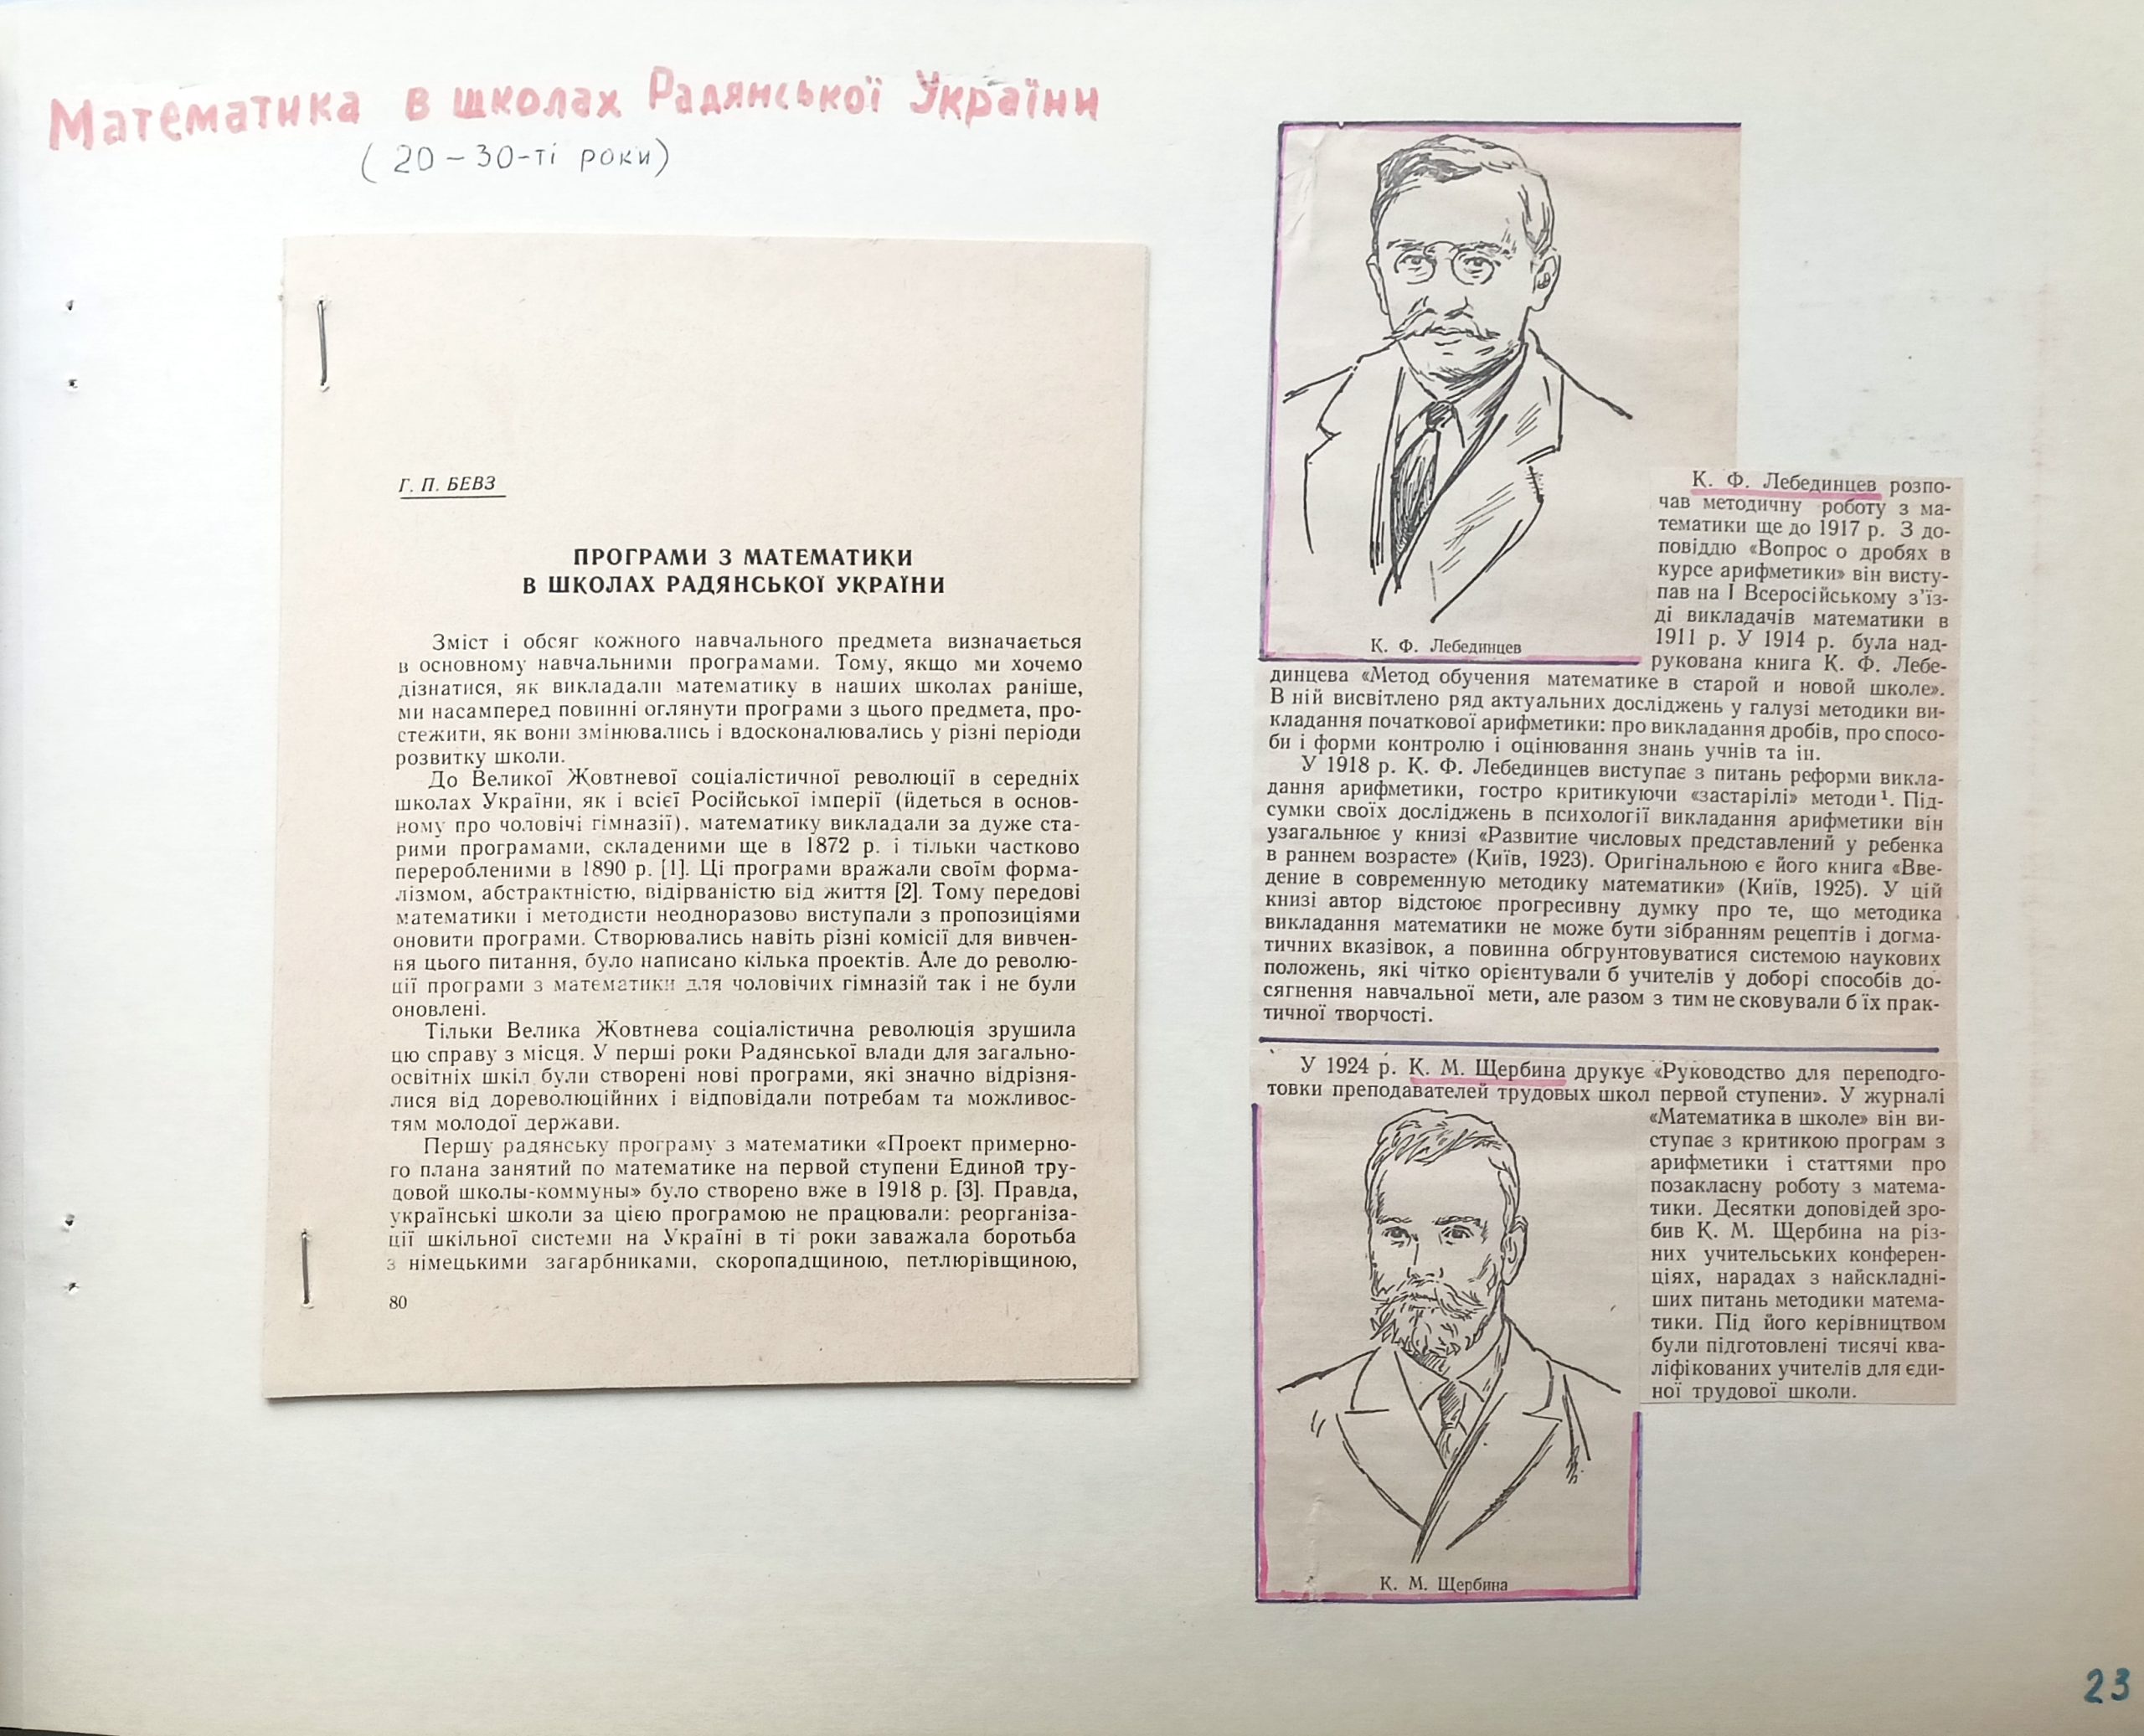 Математика в школах Радянської України
(20-30-ті роки)
Г. П. БЕВЗ
ПРОГРАМИ З МАТЕМАТИКИ
В ШКОЛАХ РАДЯНСЬКОЇ УКРАЇНИ
Зміст і обсяг кожного навчального предмета визначається
в основному навчальними програмами. Тому, якщо ми хочемо
дізнатися, як викладали математику в наших школах раніше,
ми насамперед повинні оглянути програми з цього предмета, про-
стежити, як вони змінювались і вдосконалювались у різні періоди
розвитку школи.
До Великої Жовтневої соціалістичної революції в середніх
школах України, як і всієї Російської імперії (йдеться в основ-
ному про чоловічі гімназії), математику викладали за дуже ста-
рими програмами, складеними ще в 1872 р. і тільки частково
переробленими в 1890 р. [1]. Ці програми вражали своїм форма-
лізмом, абстрактністю, відірваністю від життя [2]. Тому передові
математики і методисти неодноразово виступали з пропозиціями
оновити програми. Створювались навіть різні комісії для вивчен-
ня цього питання, було написано кілька проектів. Але до револю-
ції програми з математики для чоловічих гімназій так і не були
оновлені.
Тільки Велика Жовтнева соціалістична революція зрушила
цю справу з місця. У перші роки Радянської влади для загально-
освітніх шкіл були створені нові програми, які значно відрізня-
лися від дореволюційних і відповідали потребам та можливос-
тям молодої держави.
Першу радянську програму з математики «Проект примерно-
го плана занятий по математике на первой ступени Единой тру-
довой школы-коммуны» було створено вже в 1918 р. [3]. Правда,
українські школи за цією програмою не працювали: реорганіза-
ції шкільної системи на Україні в ті роки заважала боротьба
з німецькими загарбниками, скоропадщиною, петлюрівщиною,
80
К. Ф. Лебединцев
К. Ф. Лебединцев розпо-
чав методичну роботу з ма-
тематики ще до 1917 р. З до-
повіддю «Вопрос о дробях в
курсе арифметики» він висту-
пав на I Всеросійському з'їз-
ді викладачів математики в
1911 р. У 1914 р. була над-
рукована книга К. Ф. Лебе-
динцева «Метод обучения математике в старой и новой школе».
В ній висвітлено ряд актуальних досліджень у галузі методики ви-
кладання початкової арифметики: про викладання дробів, про спосо-
би і форми контролю і оцінювання знань учнів та ін.
У 1918 р. К. Ф. Лебединцев виступає з питань реформи викла-
дання арифметики, гостро критикуючи «застарілі» методи¹. Під-
сумки своїх досліджень в психології викладання арифметики він
узагальнює у книзі «Развитие числовых представлений у ребенка
в раннем возрасте» (Київ, 1923). Оригінальною є його книга «Вве-
дение в современную методику математики» (Київ, 1925). У цій
книзі автор відстоює прогресивну думку про те, що методика
викладання математики не може бути зібранням рецептів і догма-
тичних вказівок, а повинна обгрунтовуватися системою наукових
положень, які чітко орієнтували б учителів у доборі способів до-
сягнення навчальної мети, але разом з тим не сковували б їх прак-
тичної творчості.
У 1924 р. К. М. Щербина друкує «Руководство для переподго-
товки преподавателей трудовых школ первой ступени». У журналі
«Математика в школе» він ви-
ступає з критикою програм з
арифметики і статтями про
позакласну роботу з матема-
тики. Десятки доповідей зро-
бив К. М. Щербина на різ-
них учительських конферен-
ціях, нарадах з найскладні-
ших питань методики матема-
тики. Під його керівництвом
були підготовлені тисячі ква-
ліфікованих учителів для єди-
ної трудової школи.
К. М. Щербина
23